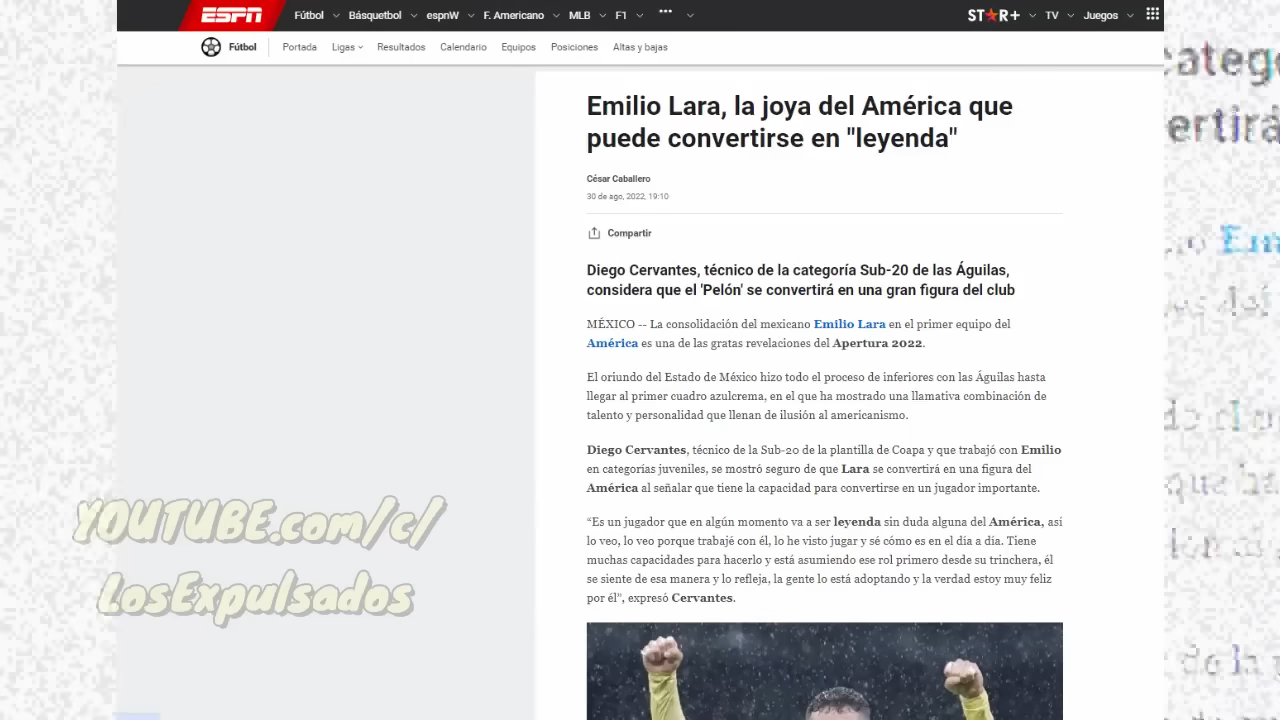 ESPN Fútbol Básquetbol espnW F. Americano MLB F1 ••• STAR+ TV Juegos
Fútbol Portada Ligas Resultados Calendario Equipos Posiciones Altas y bajas
Emilio Lara, la joya del América que
puede convertirse en "leyenda"
César Caballero
30 de ago, 2022, 19:10
Compartir
Diego Cervantes, técnico de la categoría Sub-20 de las Águilas,
considera que el 'Pelón' se convertirá en una gran figura del club
MÉXICO -- La consolidación del mexicano Emilio Lara en el primer equipo del
América es una de las gratas revelaciones del Apertura 2022.
El oriundo del Estado de México hizo todo el proceso de inferiores con las Águilas hasta
llegar al primer cuadro azulcrema, en el que ha mostrado una llamativa combinación de
talento y personalidad que llenan de ilusión al americanismo.
Diego Cervantes, técnico de la Sub-20 de la plantilla de Coapa y que trabajó con Emilio
en categorías juveniles, se mostró seguro de que Lara se convertirá en una figura del
América al señalar que tiene la capacidad para convertirse en un jugador importante.
“Es un jugador que en algún momento va a ser leyenda sin duda alguna del América, así
lo veo, lo veo porque trabajé con él, lo he visto jugar y sé cómo es en el día a día. Tiene
muchas capacidades para hacerlo y está asumiendo ese rol primero desde su trinchera, él
se siente de esa manera y lo refleja, la gente lo está adoptando y la verdad estoy muy feliz
por él”, expresó Cervantes.
YOUTUBE.com/c/
LosExpulsados